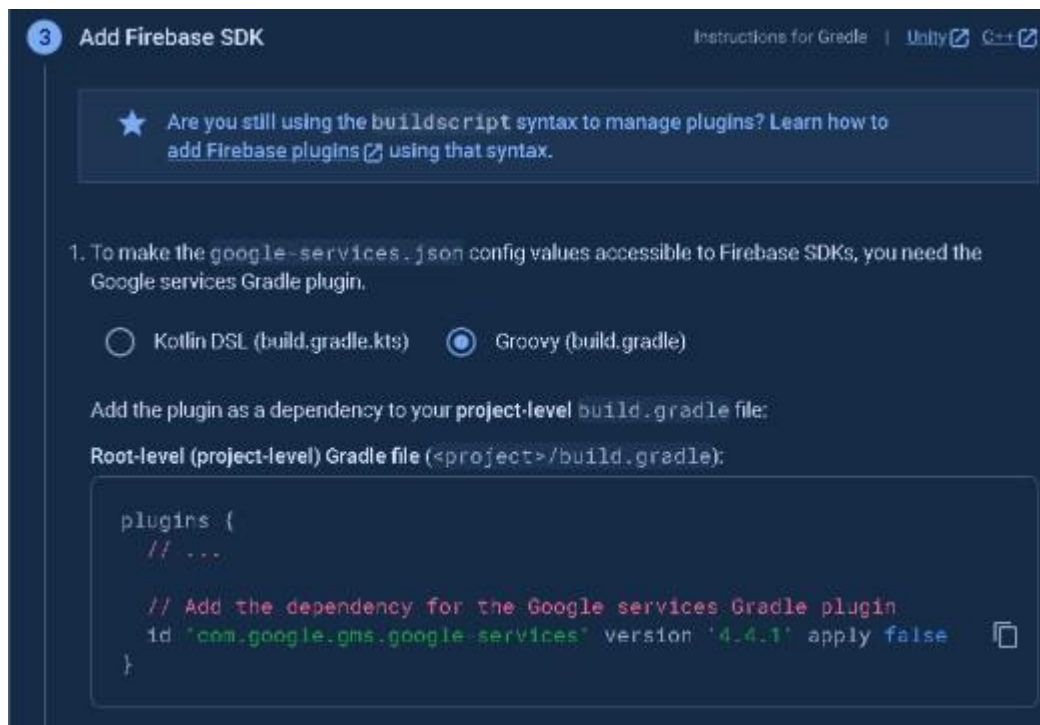 3 Add Firebase SDK
Instructions for Gradle | Unity C++
Are you still using the buildscript syntax to manage plugins? Learn how to
add Firebase plugins using that syntax.
1. To make the google-services.json config values accessible to Firebase SDKs, you need the
Google services Gradle plugin.
Kotlin DSL (build.gradle.kts) Groovy (build.gradle)
Add the plugin as a dependency to your project-level build.gradle file:
Root-level (project-level) Gradle file (<project>/build.gradle):
plugins {
// ...
// Add the dependency for the Google services Gradle plugin
id 'com.google.gms.google-services' version '4.4.1' apply false
}